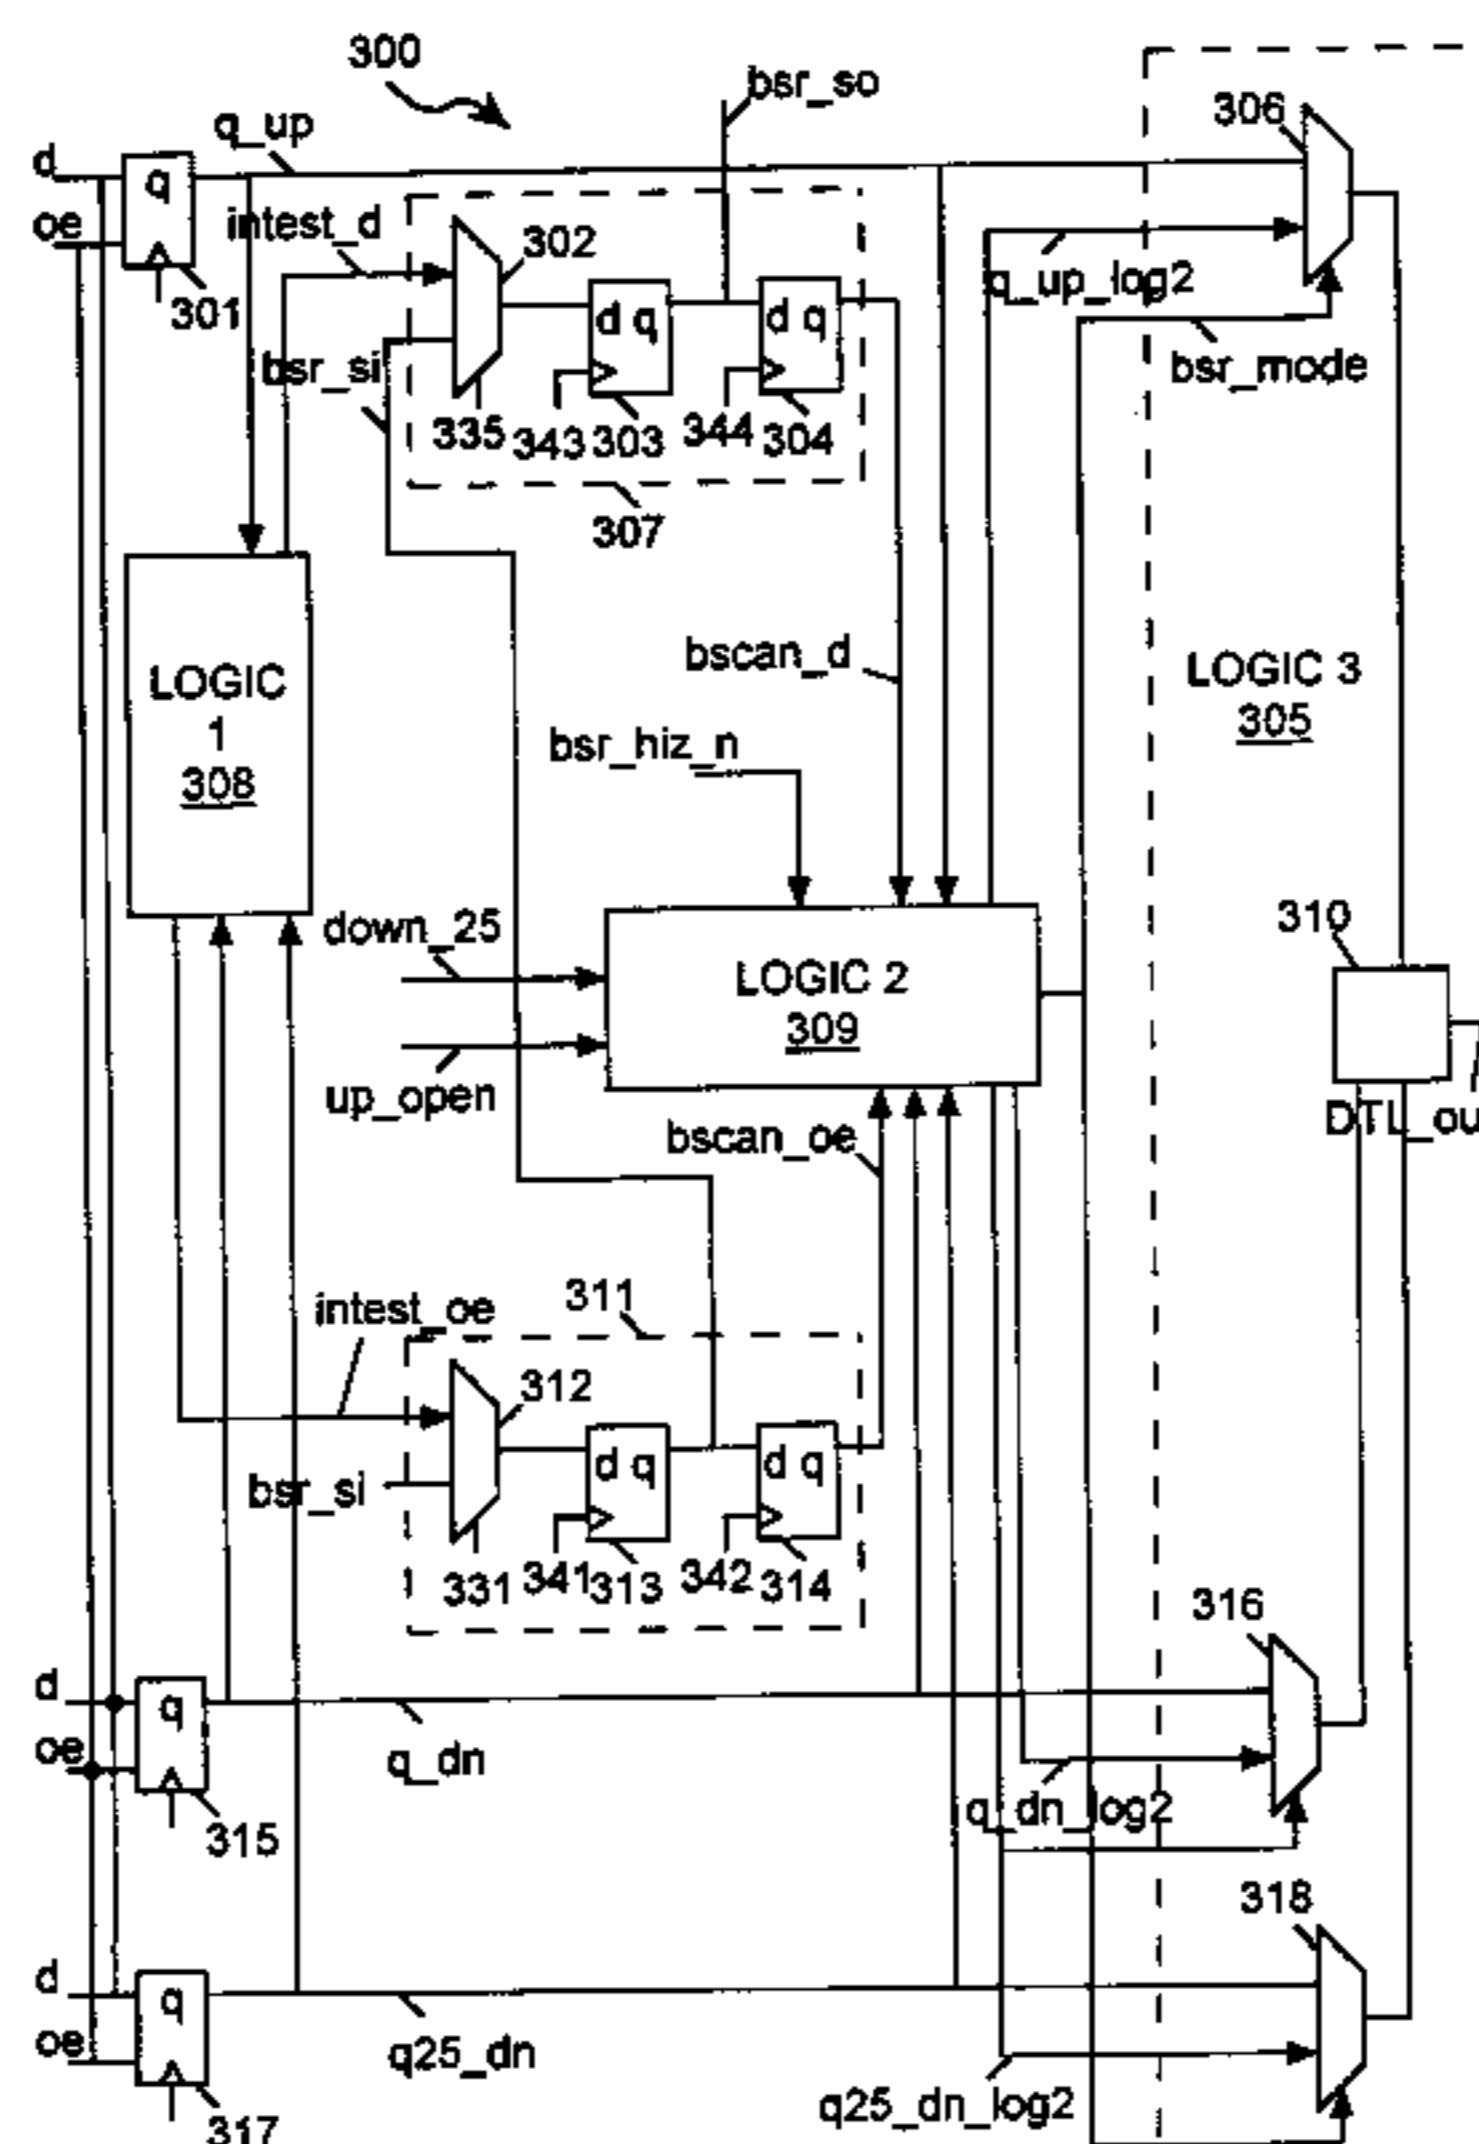 300
bsr_so
306
q_up
d
q
oe
intest_d
302
q_up_log2
301
d q
d q
bsr_si
bsr_mode
335
343
303
344
304
307
bscan_d
LOGIC 3
305
LOGIC
1
308
bsr_hiz_n
310
down_25
LOGIC 2
309
up_open
DTL_ou
bscan_oe
311
intest_oe
312
d q
d q
bsr_si
331
341
313
342
314
316
d
q
oe
q_dn
q_dn_log2
315
318
d
q
oe
q25_dn
q25_dn_log2
317